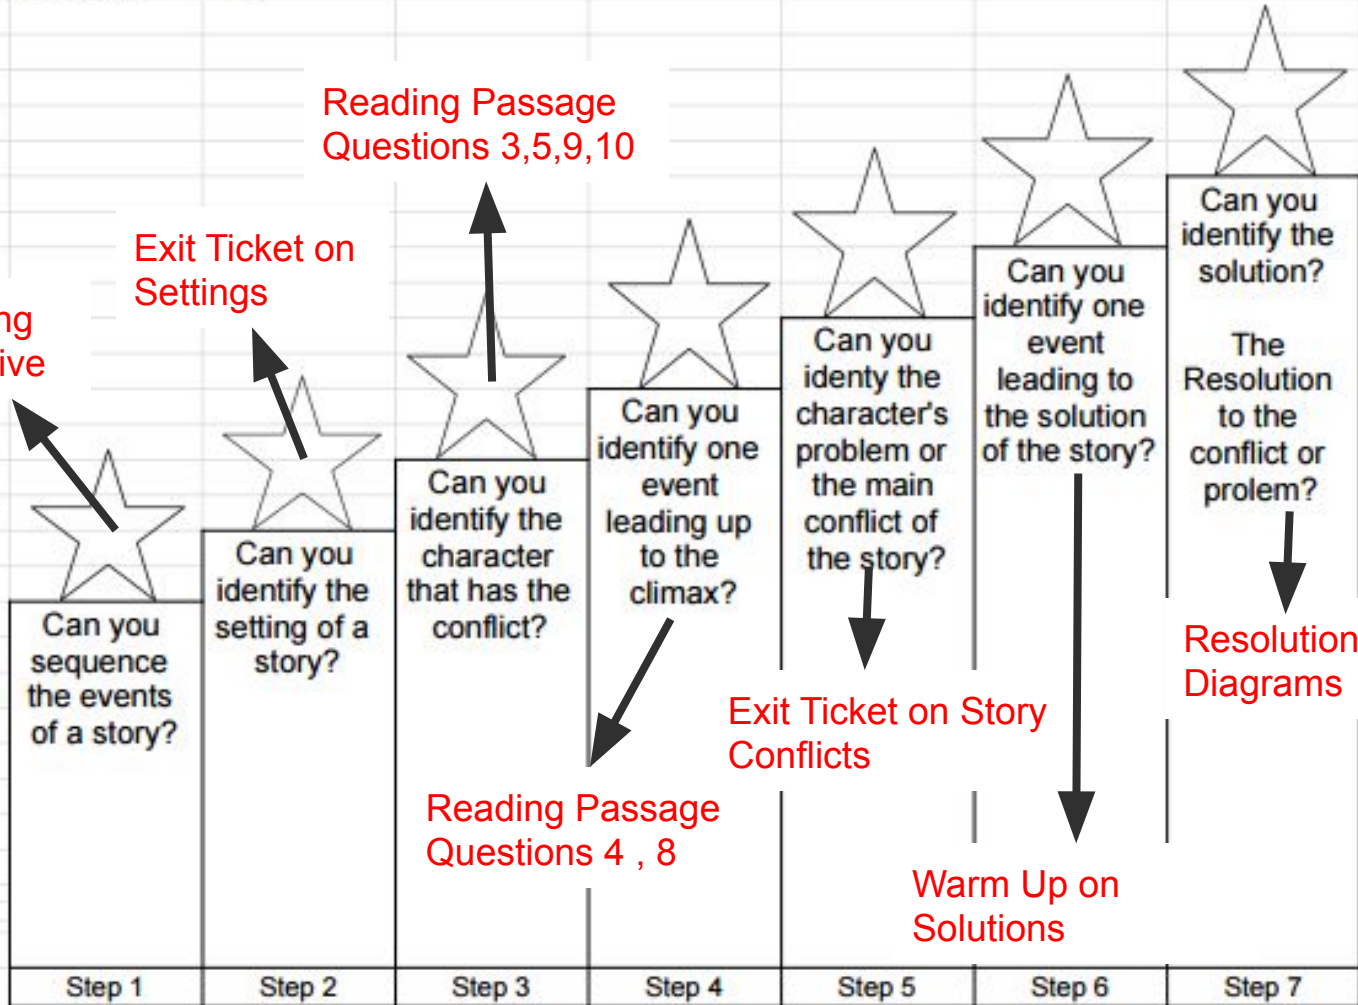 Reading Passage
Questions 3,5,9,10
Exit Ticket on
Settings
Can you
sequence
the events
of a story?
Can you
identify the
setting of a
story?
Can you
identify the
character
that has the
conflict?
Can you
identify one
event
leading up
to the
climax?
Reading Passage
Questions 4 , 8
Can you
identy the
character's
problem or
the main
conflict of
the story?
Exit Ticket on Story
Conflicts
Can you
identify one
event
leading to
the solution
of the story?
Warm Up on
Solutions
Can you
identify the
solution?
The
Resolution
to the
conflict or
prolem?
Resolution
Diagrams
Step 1
Step 2
Step 3
Step 4
Step 5
Step 6
Step 7